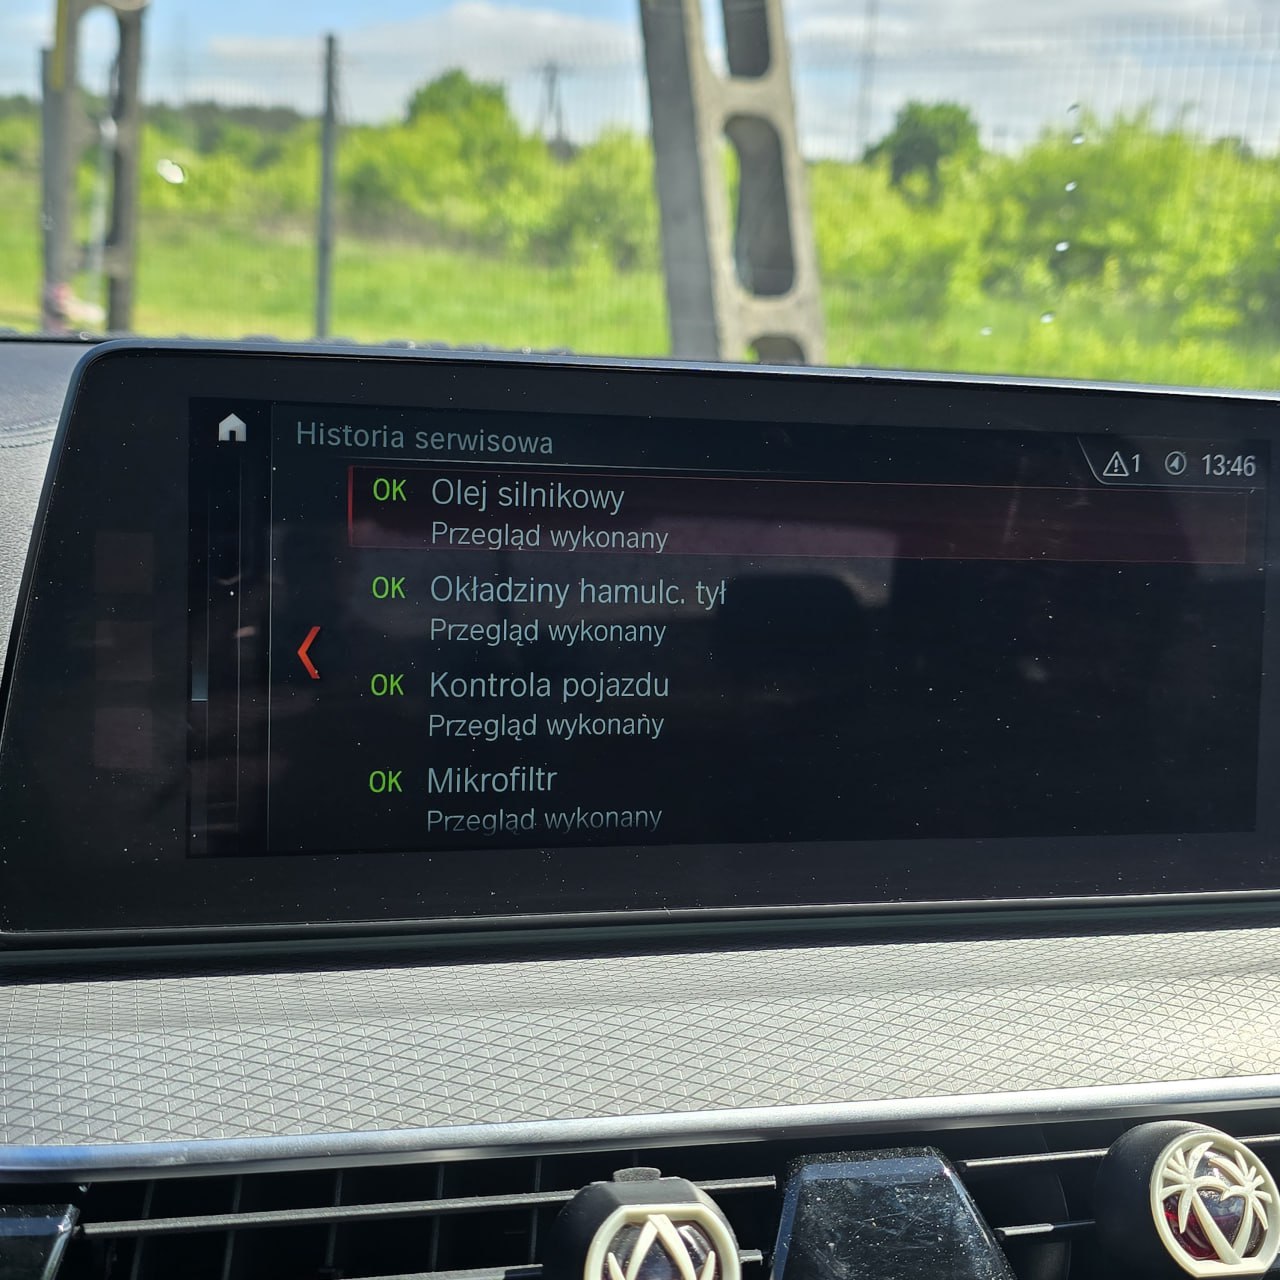 Historia serwisowa
1 13:46
OK Olej silnikowy
Przegląd wykonany
OK Okładziny hamulc. tył
Przegląd wykonany
OK Kontrola pojazdu
Przegląd wykonany
OK Mikrofiltr
Przegląd wykonany